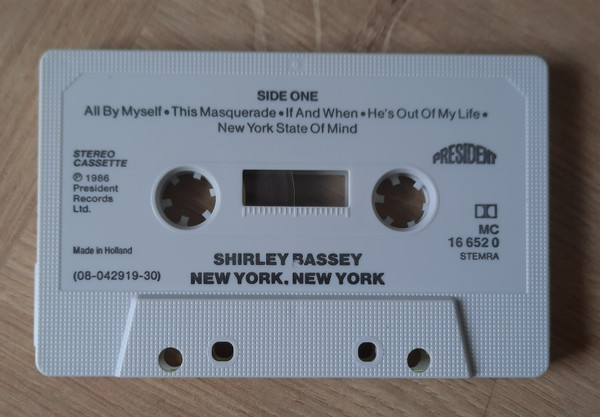 SIDE ONE
All By Myself • This Masquerade • If And When • He's Out Of My Life •
New York State Of Mind
STEREO
CASSETTE
℗ 1986
President
Records
Ltd.
PRESIDENT
MC
16 652 0
STEMRA
Made in Holland
(08-042919-30)
SHIRLEY BASSEY
NEW YORK, NEW YORK